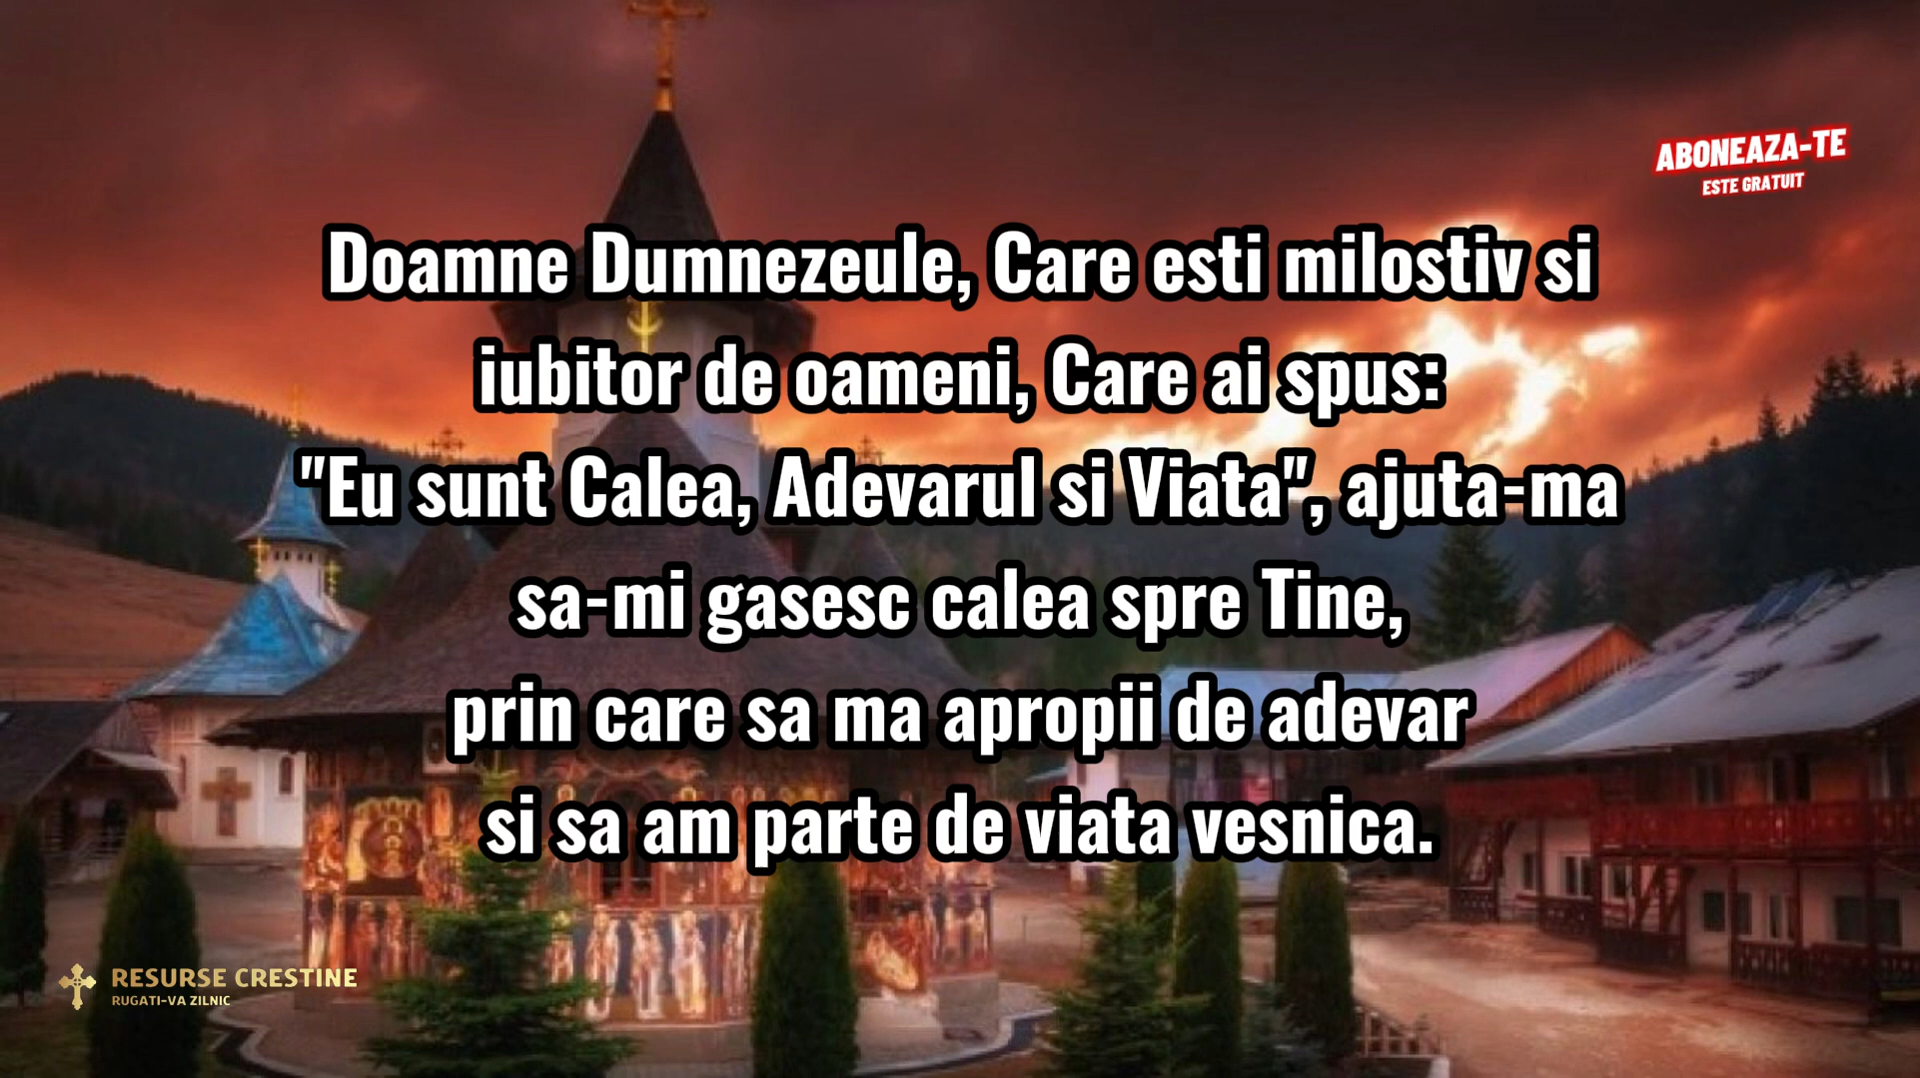 ABONEAZA-TE
ESTE GRATUIT
Doamne Dumnezeule, Care esti milostiv si
iubitor de oameni, Care ai spus:
"Eu sunt Calea, Adevarul si Viata", ajuta-ma
sa-mi gasesc calea spre Tine,
prin care sa ma apropii de adevar
si sa am parte de viata vesnica.
RESURSE CRESTINE
RUGATI-VA ZILNIC